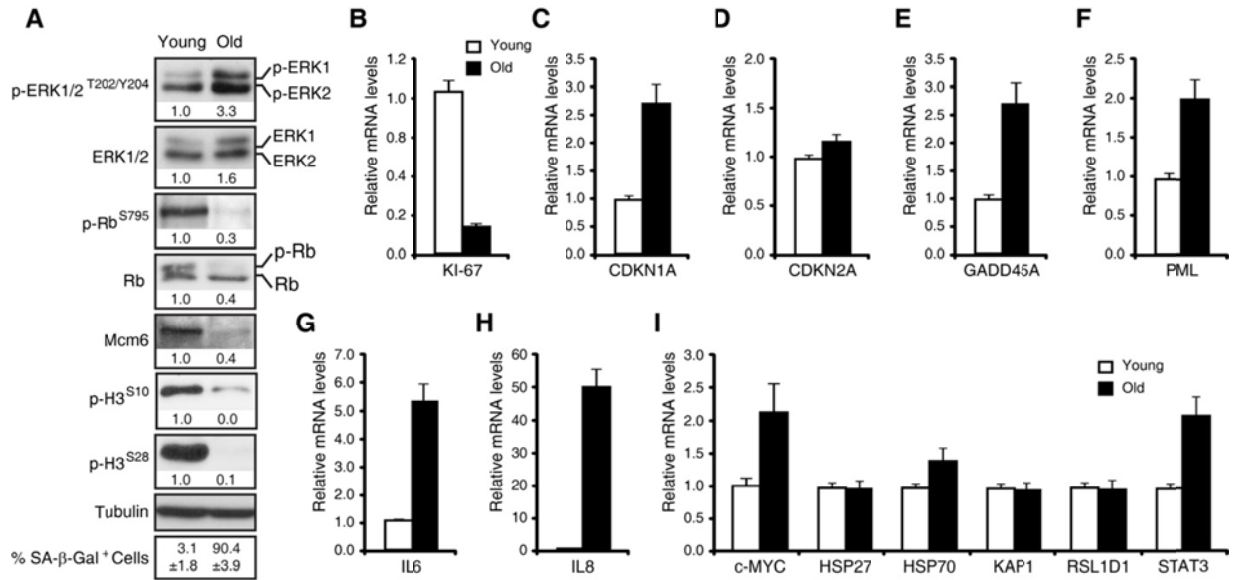 A
Young Old
p-ERK1/2 T202/Y204
p-ERK1
p-ERK2
1.0 3.3
ERK1/2
ERK1
ERK2
1.0 1.6
p-Rb S795
1.0 0.3
Rb
p-Rb
Rb
1.0 0.4
Mcm6
1.0 0.4
p-H3 S10
1.0 0.0
p-H3 S28
1.0 0.1
Tubulin
% SA-β-Gal + Cells
3.1 90.4
±1.8 ±3.9
B
Relative mRNA levels
1.2
1.0
0.8
0.6
0.4
0.2
0.0
KI-67
Young
Old
C
Relative mRNA levels
3.5
3.0
2.5
2.0
1.5
1.0
0.5
0.0
CDKN1A
D
Relative mRNA levels
2.0
1.5
1.0
0.5
0.0
CDKN2A
E
Relative mRNA levels
3.5
3.0
2.5
2.0
1.5
1.0
0.5
0.0
GADD45A
F
Relative mRNA levels
2.5
2.0
1.5
1.0
0.5
0.0
PML
G
Relative mRNA levels
7.0
6.0
5.0
4.0
3.0
2.0
1.0
0.0
IL6
H
Relative mRNA levels
60
50
40
30
20
10
0
IL8
I
Relative mRNA levels
3.0
2.5
2.0
1.5
1.0
0.5
0.0
Young
Old
c-MYC HSP27 HSP70 KAP1 RSL1D1 STAT3